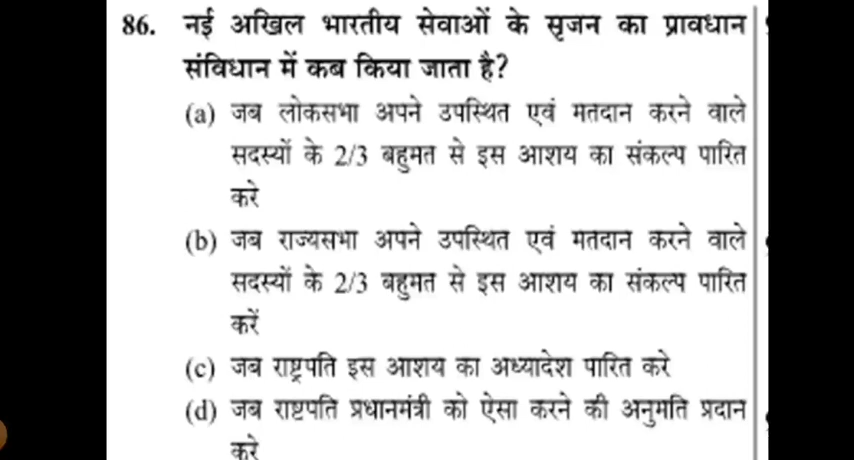 86. नई अखिल भारतीय सेवाओं के सृजन का प्रावधान
संविधान में कब किया जाता है?
(a) जब लोकसभा अपने उपस्थित एवं मतदान करने वाले
सदस्यों के 2/3 बहुमत से इस आशय का संकल्प पारित
करे
(b) जब राज्यसभा अपने उपस्थित एवं मतदान करने वाले
सदस्यों के 2/3 बहुमत से इस आशय का संकल्प पारित
करें
(c) जब राष्ट्रपति इस आशय का अध्यादेश पारित करे
(d) जब राष्टपति प्रधानमंत्री को ऐसा करने की अनुमति प्रदान
करे